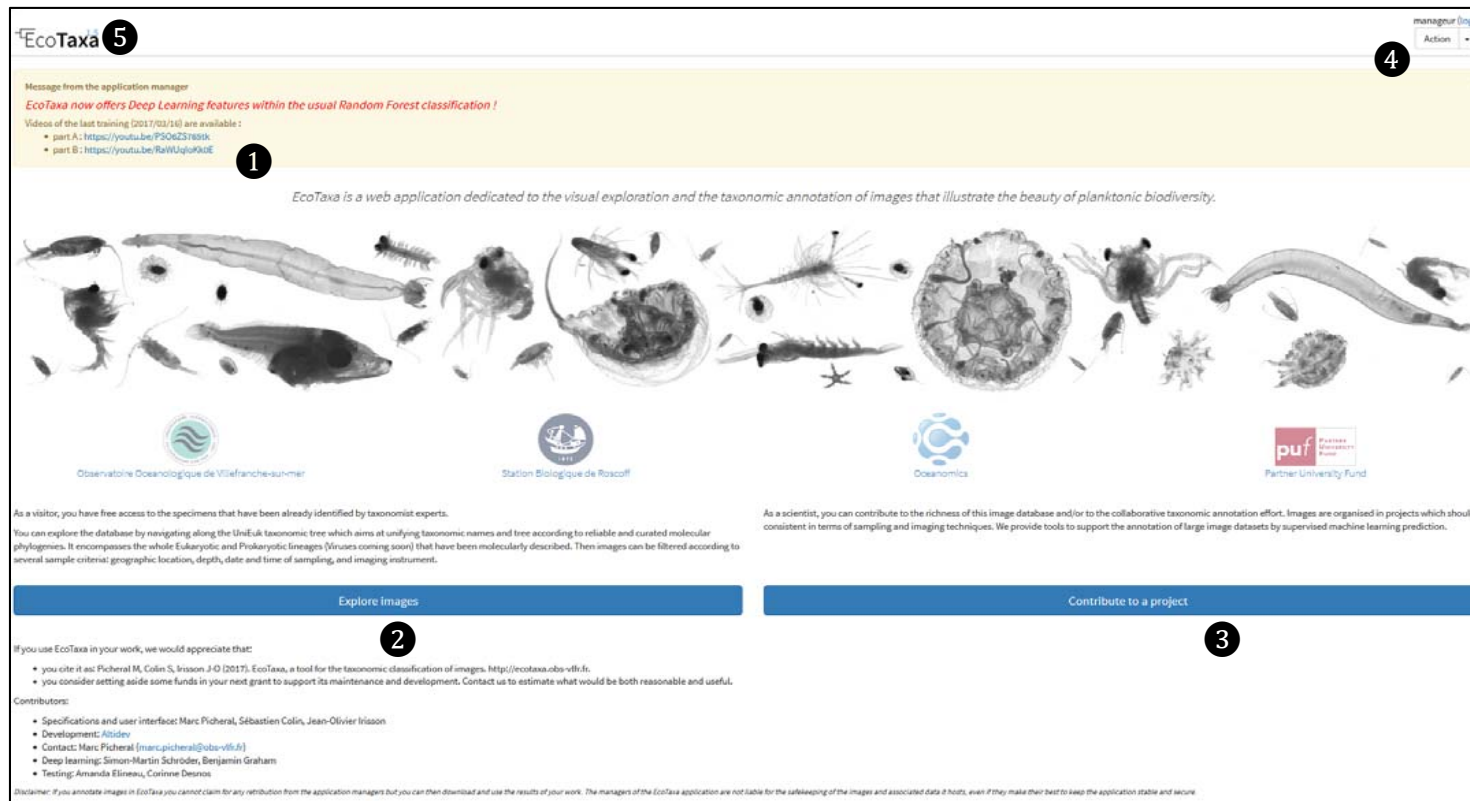 EcoTaxa
5
manageur (log
4
Action
Message from the application manager
EcoTaxa now offers Deep Learning features within the usual Random Forest classification !
Videos of the last training (2017/03/16) are available :
• part A : https://youtu.be/
• part B : https://youtu.be/
1
EcoTaxa is a web application dedicated to the visual exploration and the taxonomic annotation of images that illustrate the beauty of planktonic biodiversity.
puf PARTNER UNIVERSITY FUND
Observatoire Oceanologique de Villefranche-sur-mer
Station Biologique de Roscoff
Oceanomics
Partner University Fund
As a visitor, you have free access to the specimens that have been already identified by taxonomist experts.
You can explore the database by navigating along the UniEuk taxonomic tree which aims at unifying taxonomic names and tree according to reliable and curated molecular
phylogenies. It encompasses the whole Eukaryotic and Prokaryotic lineages (Viruses coming soon) that have been molecularly described. Then images can be filtered according to
several sample criteria: geographic location, depth, date and time of sampling, and imaging instrument.
As a scientist, you can contribute to the richness of this image database and/or to the collaborative taxonomic annotation effort. Images are organised in projects which shoul
consistent in terms of sampling and imaging techniques. We provide tools to support the annotation of large image datasets by supervised machine learning prediction.
Explore images
Contribute to a project
2
3
If you use EcoTaxa in your work, we would appreciate that:
• you cite it as: Picheral M, Colin S, Irisson J-O (2017). EcoTaxa, a tool for the taxonomic classification of images. http://ecotaxa.obs-vlfr.fr.
• you consider setting aside some funds in your next grant to support its maintenance and development. Contact us to estimate what would be both reasonable and useful.
Contributors:
• Specifications and user interface: Marc Picheral, Sébastien Colin, Jean-Olivier Irisson
• Development: Altidev
• Contact: Marc Picheral (marc.picheral@obs-vlfr.fr)
• Deep learning: Simon-Martin Schröder, Benjamin Graham
• Testing: Amanda Elineau, Corinne Desnos
Disclaimer: If you annotate images in EcoTaxa you cannot claim for any retribution from the application managers but you can then download and use the results of your work. The managers of the EcoTaxa application are not liable for the safekeeping of the images and associated data it hosts, even if they make their best to keep the application stable and secure.